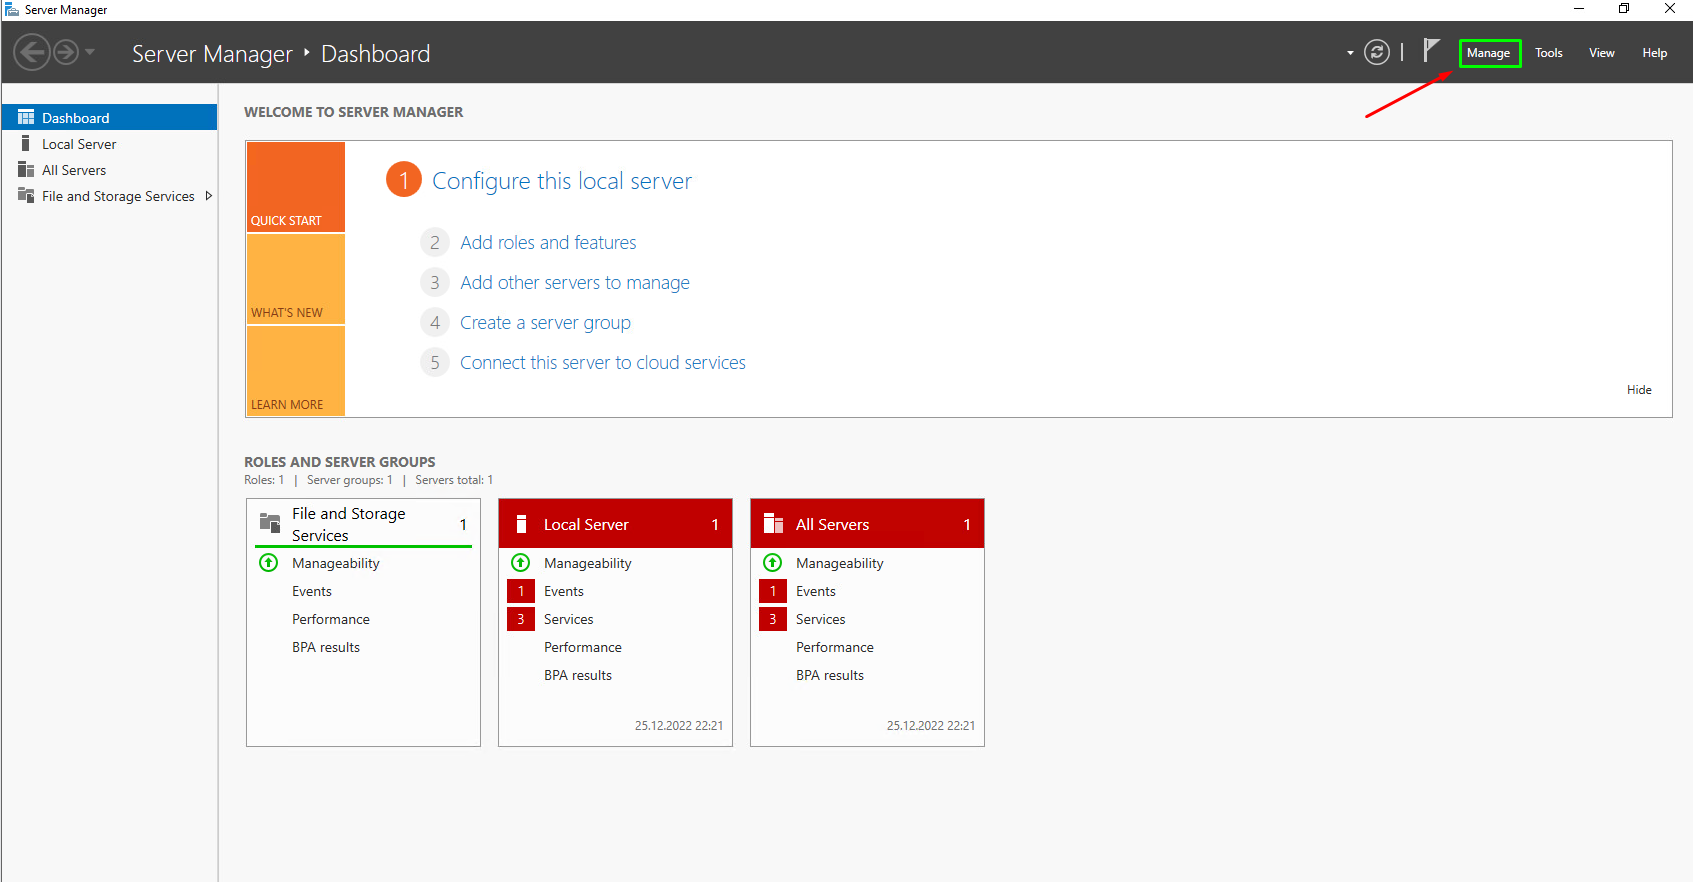 Server Manager
Server Manager ‣ Dashboard
Manage Tools View Help
Dashboard
Local Server
All Servers
File and Storage Services
WELCOME TO SERVER MANAGER
QUICK START
WHAT'S NEW
LEARN MORE
1 Configure this local server
2 Add roles and features
3 Add other servers to manage
4 Create a server group
5 Connect this server to cloud services
Hide
ROLES AND SERVER GROUPS
Roles: 1 | Server groups: 1 | Servers total: 1
File and Storage
Services 1
Manageability
Events
Performance
BPA results
Local Server 1
Manageability
1 Events
3 Services
Performance
BPA results
25.12.2022 22:21
All Servers 1
Manageability
1 Events
3 Services
Performance
BPA results
25.12.2022 22:21